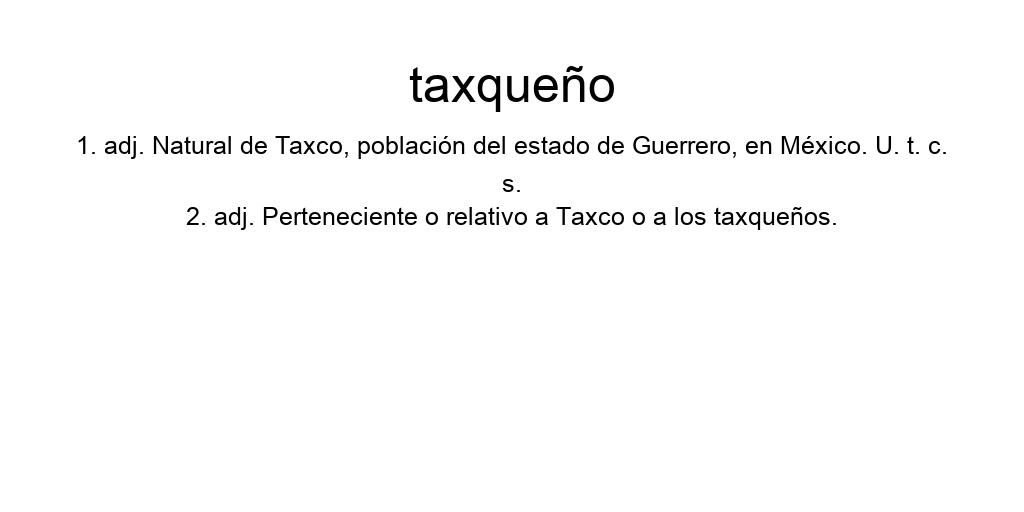 taxqueño
1. adj. Natural de Taxco, población del estado de Guerrero, en México. U. t. c.
s.
2. adj. Perteneciente o relativo a Taxco o a los taxqueños.